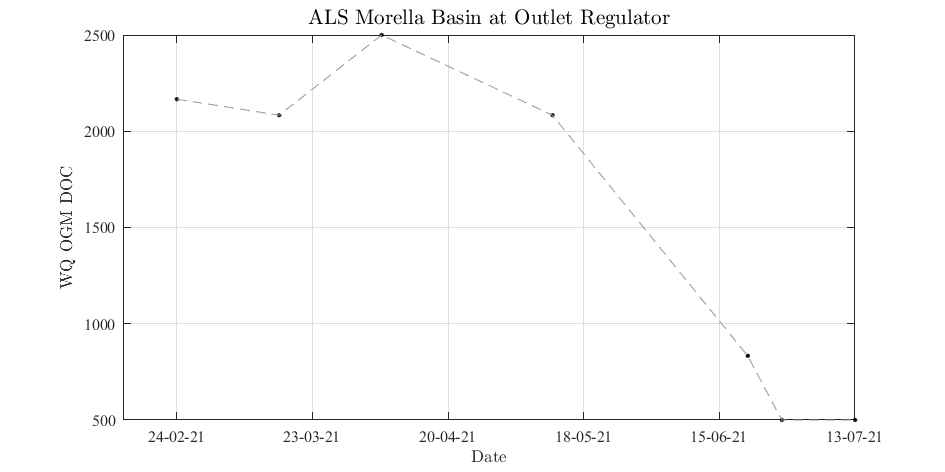 ALS Morella Basin at Outlet Regulator
2500
2000
1500
1000
500
WQ OGM DOC
24-02-21 23-03-21 20-04-21 18-05-21 15-06-21 13-07-21
Date